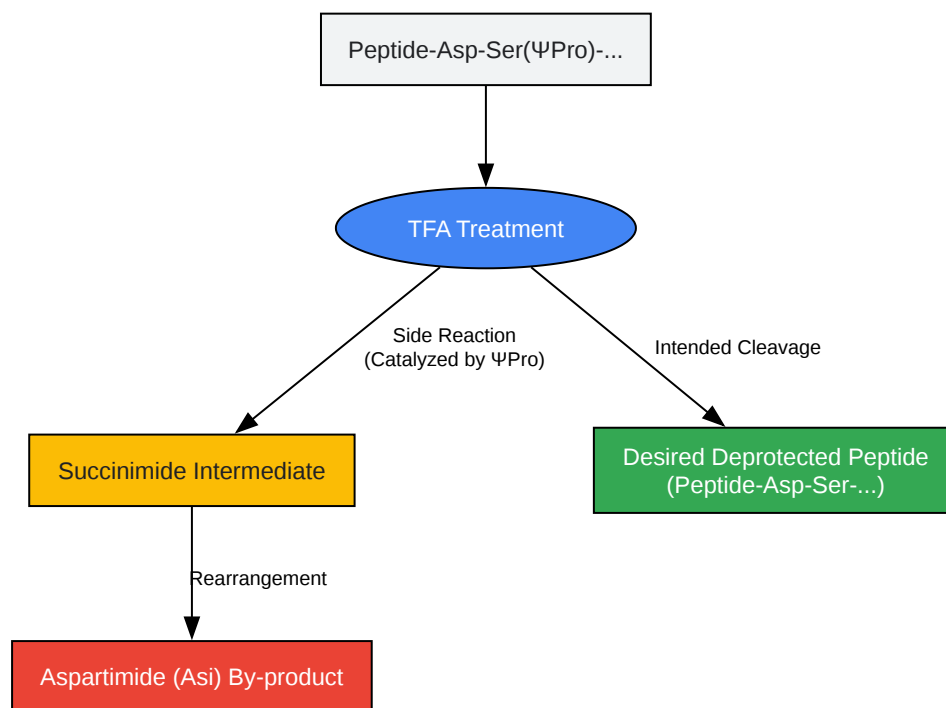 Peptide-Asp-Ser(ΨPro)-...
TFA Treatment
Side Reaction
(Catalyzed by ΨPro)
Intended Cleavage
Succinimide Intermediate
Desired Deprotected Peptide
(Peptide-Asp-Ser-...)
Rearrangement
Aspartimide (Asi) By-product